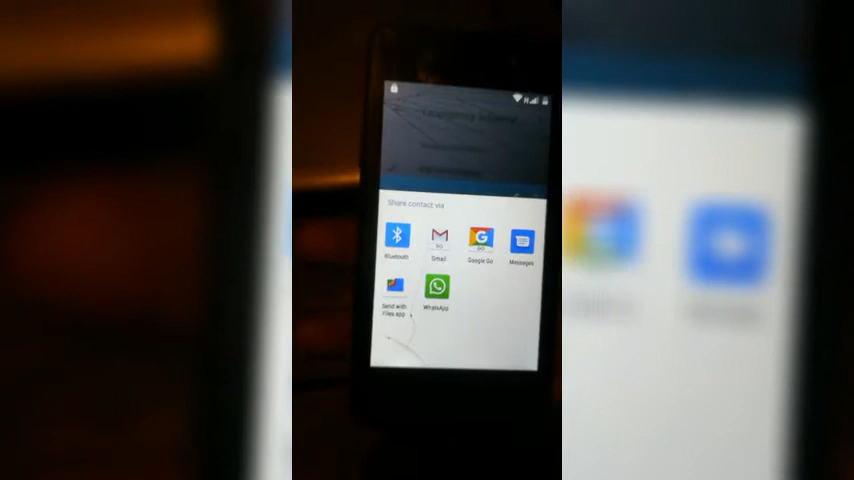 Share contact via
Bluetooth
Gmail
Google Go
Messages
Send with
Files app
WhatsApp